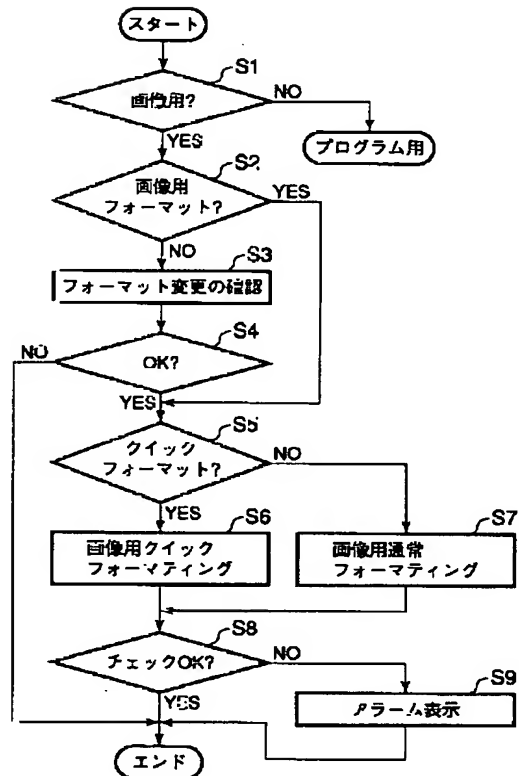 スタート
S1
画像用?
NO
YES
プログラム用
S2
画像用
フォーマット?
YES
NO
S3
フォーマット変更の確認
S4
NO
OK?
YES
S5
クイック
フォーマット?
NO
YES
S6
画像用クイック
フォーマティング
S7
画像用通常
フォーマティング
S8
チェックOK?
NO
YES
S9
アラーム表示
エンド